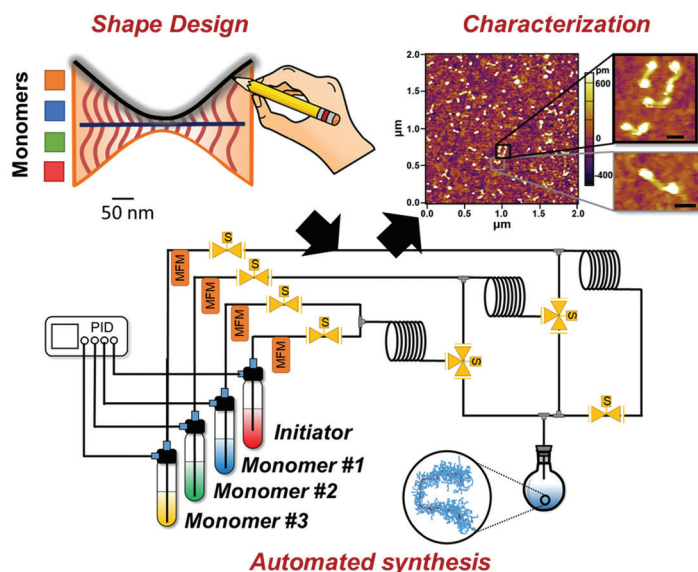 Shape Design
Characterization
Monomers
50 nm
2.0
1.5
1.0
0.5
0.0
µm
0.0
0.5
1.0
1.5
2.0
µm
pm
600
0
-400
S
S
S
S
MFM
MFM
MFM
MFM
S
S
S
PID
Initiator
Monomer #1
Monomer #2
Monomer #3
Automated synthesis